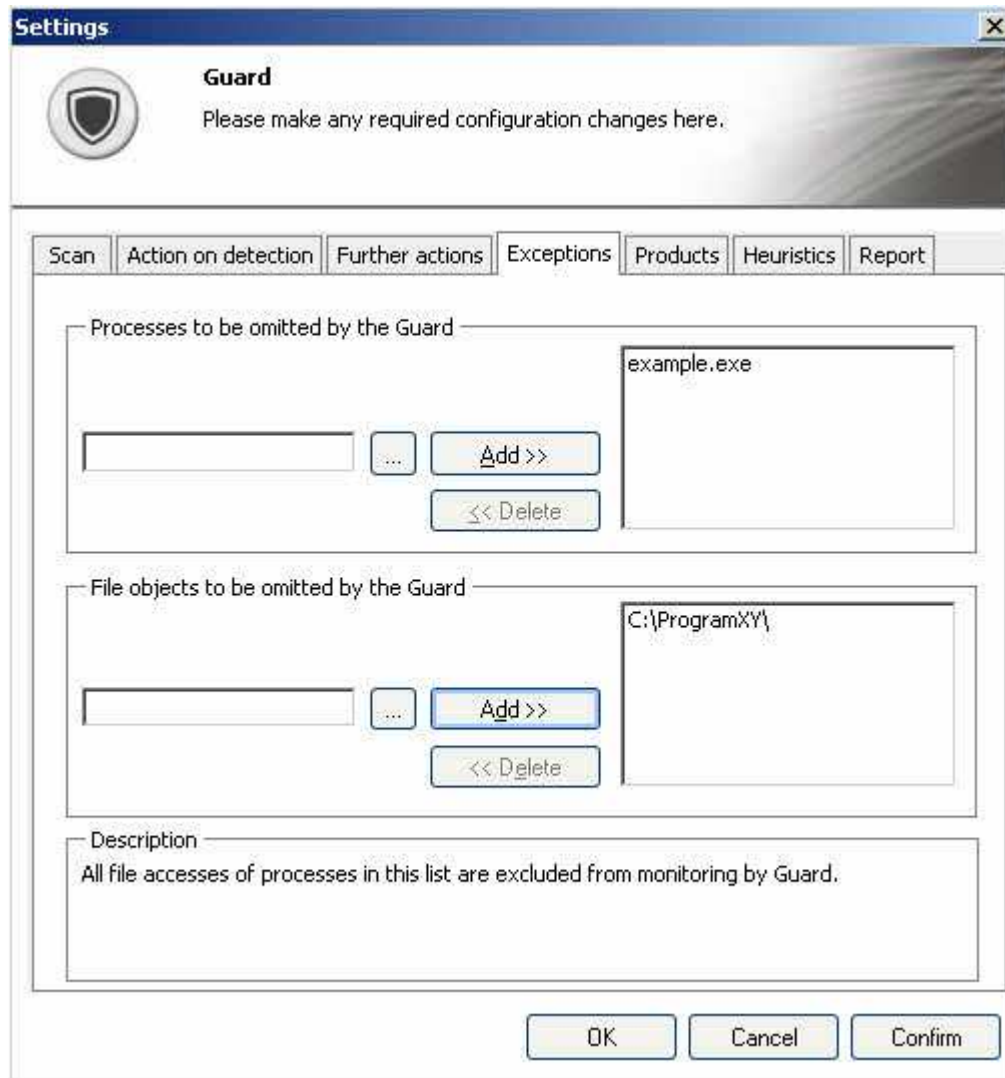 Settings
Guard
Please make any required configuration changes here.
Scan Action on detection Further actions Exceptions Products Heuristics Report
Processes to be omitted by the Guard
example.exe
... Add >>
<< Delete
File objects to be omitted by the Guard
C:\ProgramXY\
... Add >>
<< Delete
Description
All file accesses of processes in this list are excluded from monitoring by Guard.
OK Cancel Confirm